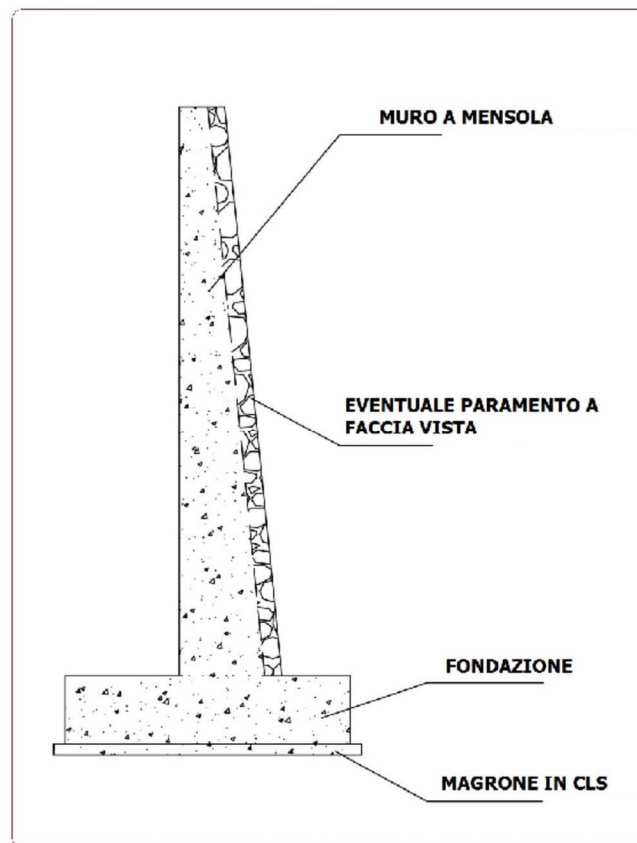 MURO A MENSOLA
EVENTUALE PARAMENTO A
FACCIA VISTA
FONDAZIONE
MAGRONE IN CLS